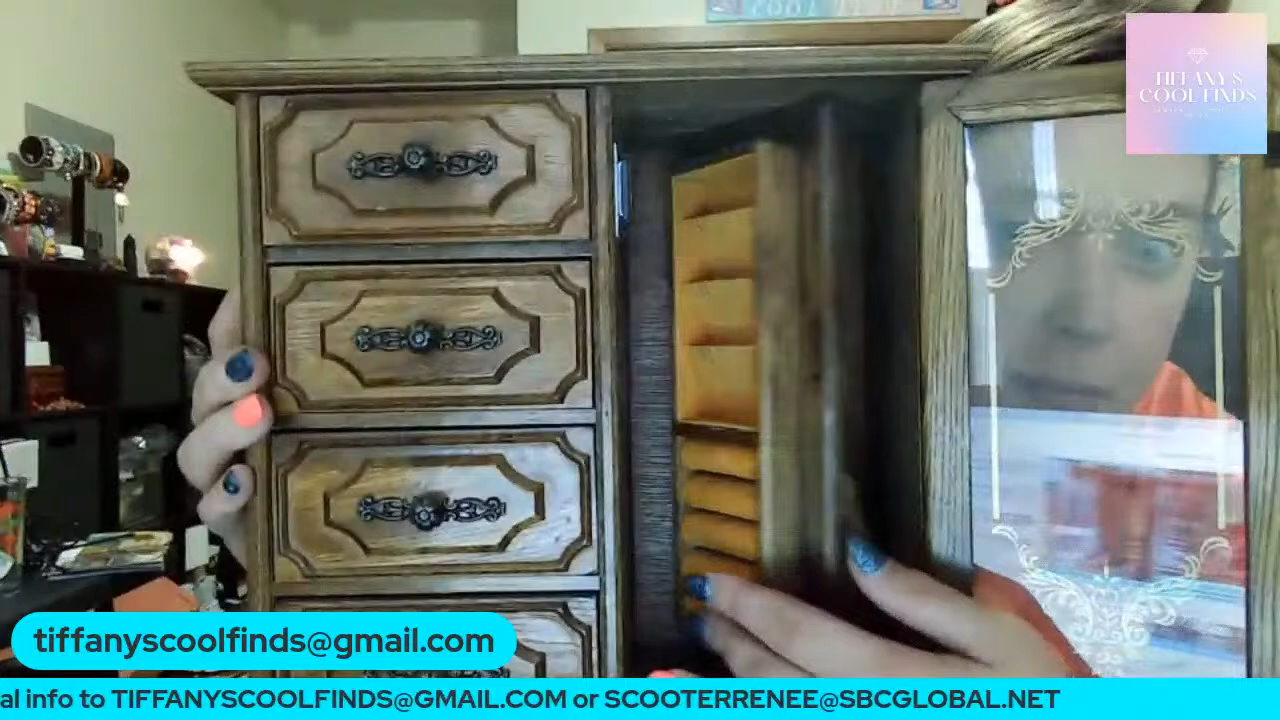 TIFFANY'S
COOL FINDS
tiffanyscoolfinds@gmail.com
al info to TIFFANYSCOOLFINDS@GMAIL.COM or SCOOTERRENEE@SBCGLOBAL.NET